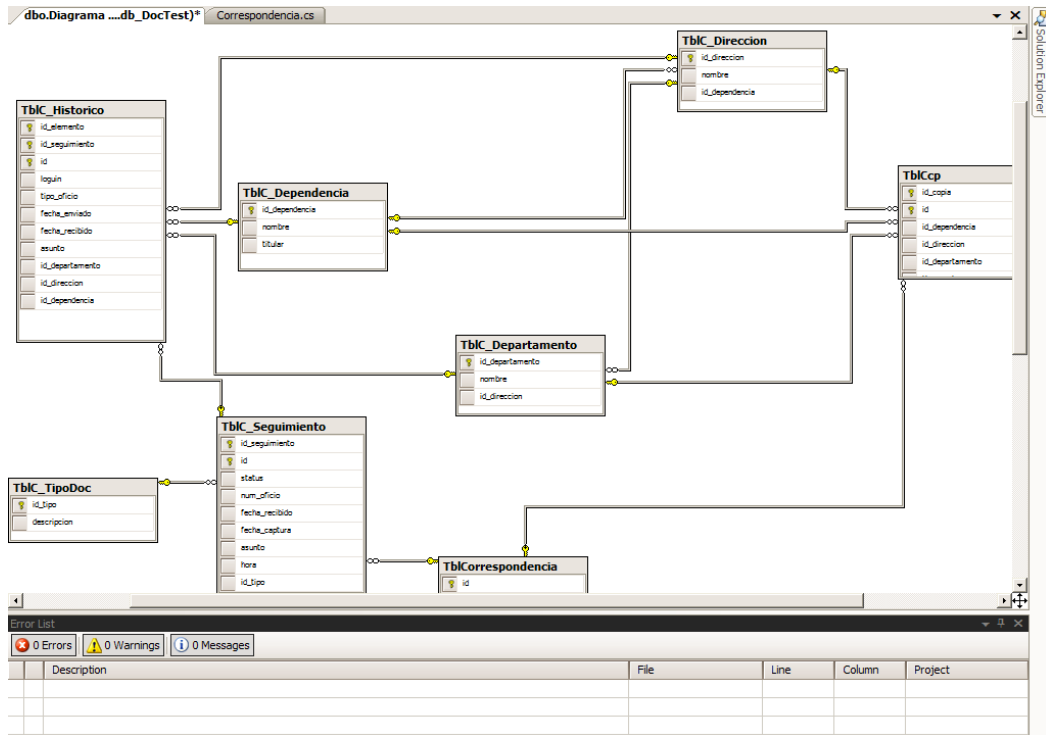 dbo.Diagrama ....db_DocTest)*
Correspondencia.cs
Solution Explorer
TblC_Direccion
id_direccion
nombre
id_dependencia
TblC_Historico
id_elemento
id_seguimiento
id
loguin
tipo_oficio
fecha_enviado
fecha_recibido
asunto
id_departamento
id_direccion
id_dependencia
TblC_Dependencia
id_dependencia
nombre
titular
TblCcp
id_copia
id
id_dependencia
id_direccion
id_departamento
TblC_Departamento
id_departamento
nombre
id_direccion
TblC_Seguimiento
id_seguimiento
id
status
num_oficio
fecha_recibido
fecha_captura
asunto
hora
id_tipo
TblC_TipoDoc
id_tipo
descripcion
TblCorrespondencia
id
Error List
0 Errors
0 Warnings
0 Messages
Description
File
Line
Column
Project